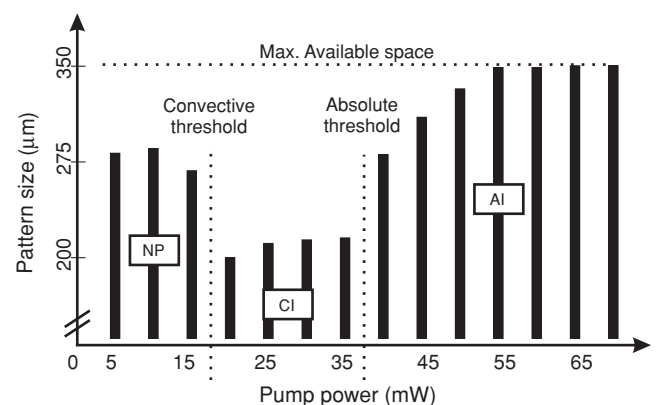 Max. Available space
Convective
threshold
Absolute
threshold
Pattern size (μm)
350
275
200
NP
CI
AI
0 5 15 25 35 45 55 65
Pump power (mW)